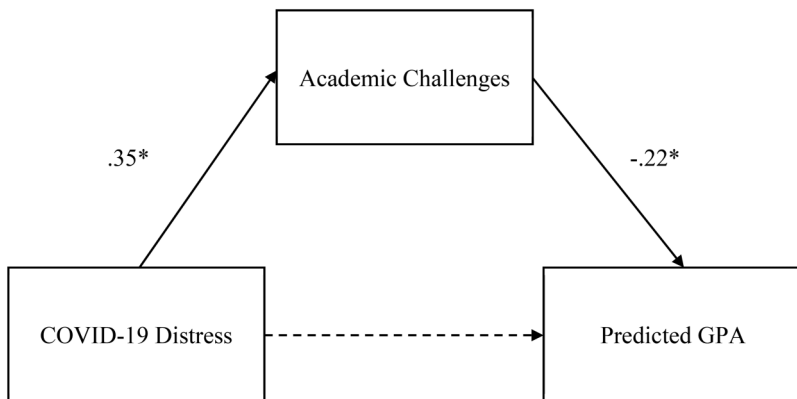 Academic Challenges
.35*
-.22*
COVID-19 Distress
Predicted GPA